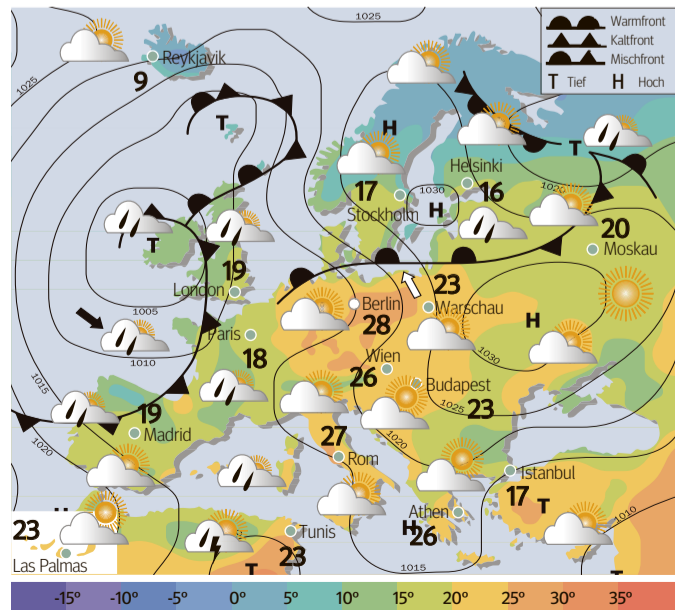 1025
1025
Warmfront
Kaltfront
Mischfront
T Tief H Hoch
Reykjavik
9
T
H
T
Helsinki
16
1020
17
Stockholm
1030
H
T
20
Moskau
19
London
1005
1010
23
Warschau
Berlin
28
H
1030
Paris
18
Wien
26
Budapest
23
1025
1015
19
Madrid
1020
1020
27
Rom
Istanbul
17
T
1010
H
23
Las Palmas
Tunis
23
T
Athen
H
26
1015
T
-15° -10° -5° 0° 5° 10° 15° 20° 25° 30° 35°